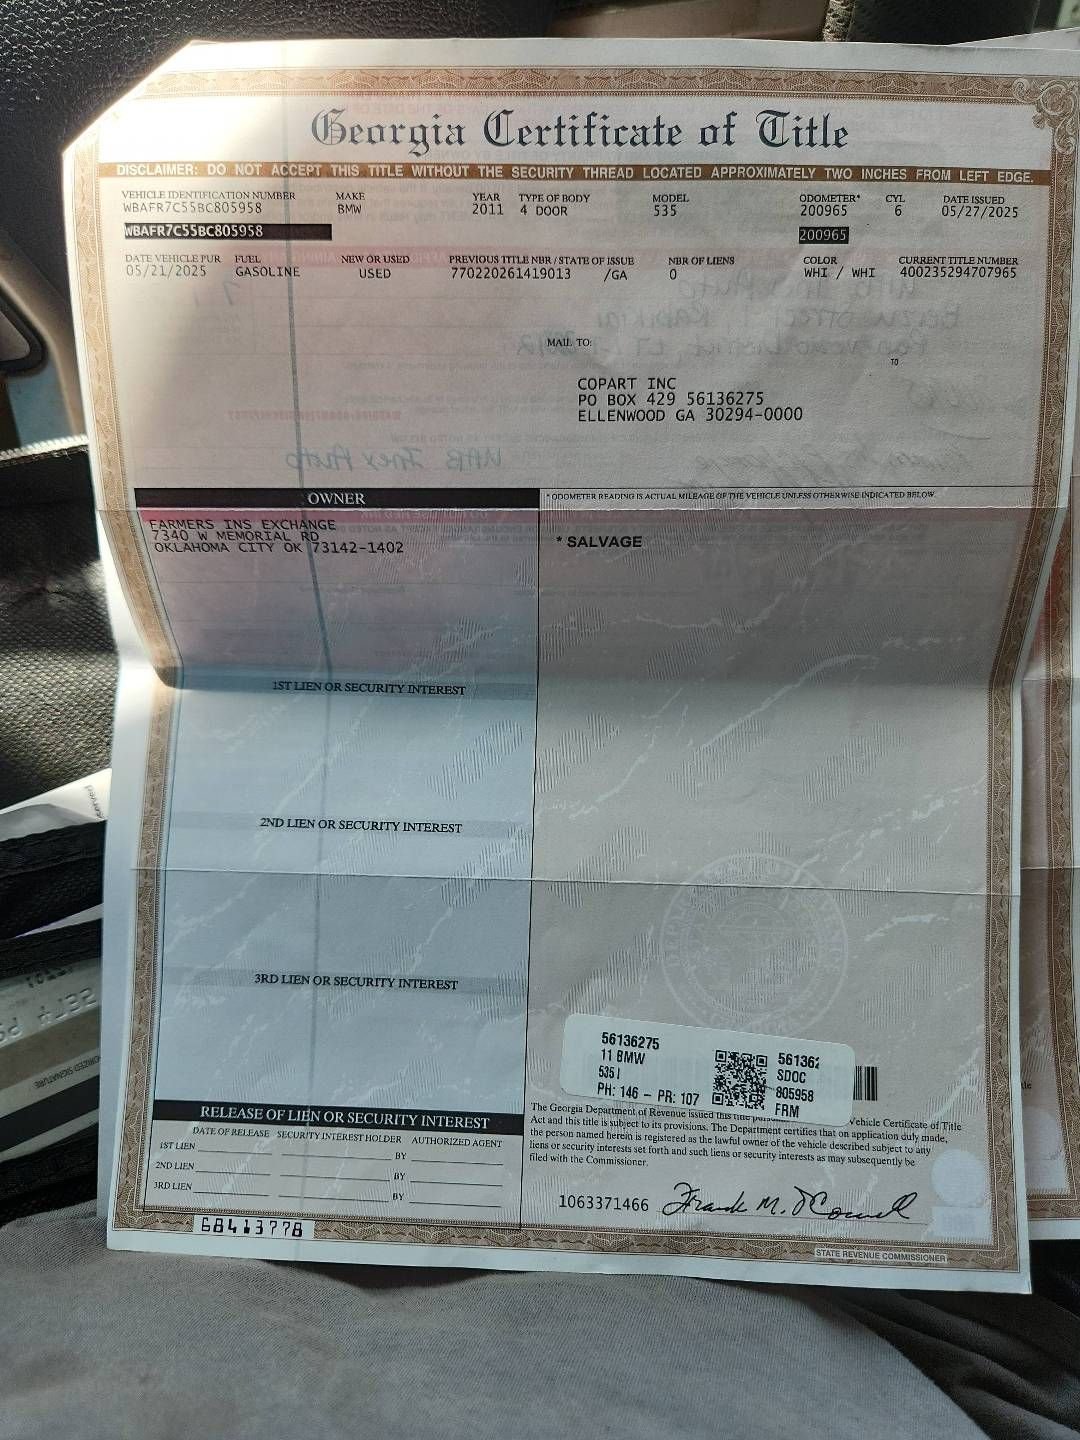 Georgia Certificate of Title
DISCLAIMER: DO NOT ACCEPT THIS TITLE WITHOUT THE SECURITY THREAD LOCATED APPROXIMATELY TWO INCHES FROM LEFT EDGE.
VEHICLE IDENTIFICATION NUMBER MAKE YEAR TYPE OF BODY MODEL ODOMETER* CYL DATE ISSUED
WBAFR7C55BC805958 BMW 2011 4 DOOR 535 200965 6 05/27/2025
WBAFR7C55BC805958 200965
DATE VEHICLE PUR FUEL NEW OR USED PREVIOUS TITLE NBR / STATE OF ISSUE NBR OF LIENS COLOR CURRENT TITLE NUMBER
05/21/2025 GASOLINE USED 770220261419013 /GA 0 WHI / WHI 400235294707965
MAIL TO:
TO
COPART INC
PO BOX 429 56136275
ELLENWOOD GA 30294-0000
OWNER
* ODOMETER READING IS ACTUAL MILEAGE OF THE VEHICLE UNLESS OTHERWISE INDICATED BELOW.
FARMERS INS EXCHANGE
7340 W MEMORIAL RD
OKLAHOMA CITY OK 73142-1402
* SALVAGE
1ST LIEN OR SECURITY INTEREST
2ND LIEN OR SECURITY INTEREST
3RD LIEN OR SECURITY INTEREST
56136275
11 BMW
535 I
PH: 146 - PR: 107
SDOC
805958
FRM
RELEASE OF LIEN OR SECURITY INTEREST
DATE OF RELEASE SECURITY INTEREST HOLDER AUTHORIZED AGENT
1ST LIEN BY
2ND LIEN BY
3RD LIEN BY
The Georgia Department of Revenue issued this title Vehicle Certificate of Title
Act and this title is subject to its provisions. The Department certifies that on application duly made,
the person named herein is registered as the lawful owner of the vehicle described subject to any
liens or security interests set forth and such liens or security interests as may subsequently be
filed with the Commissioner.
1063371466 Frank M. O'Connell
68413778
STATE REVENUE COMMISSIONER